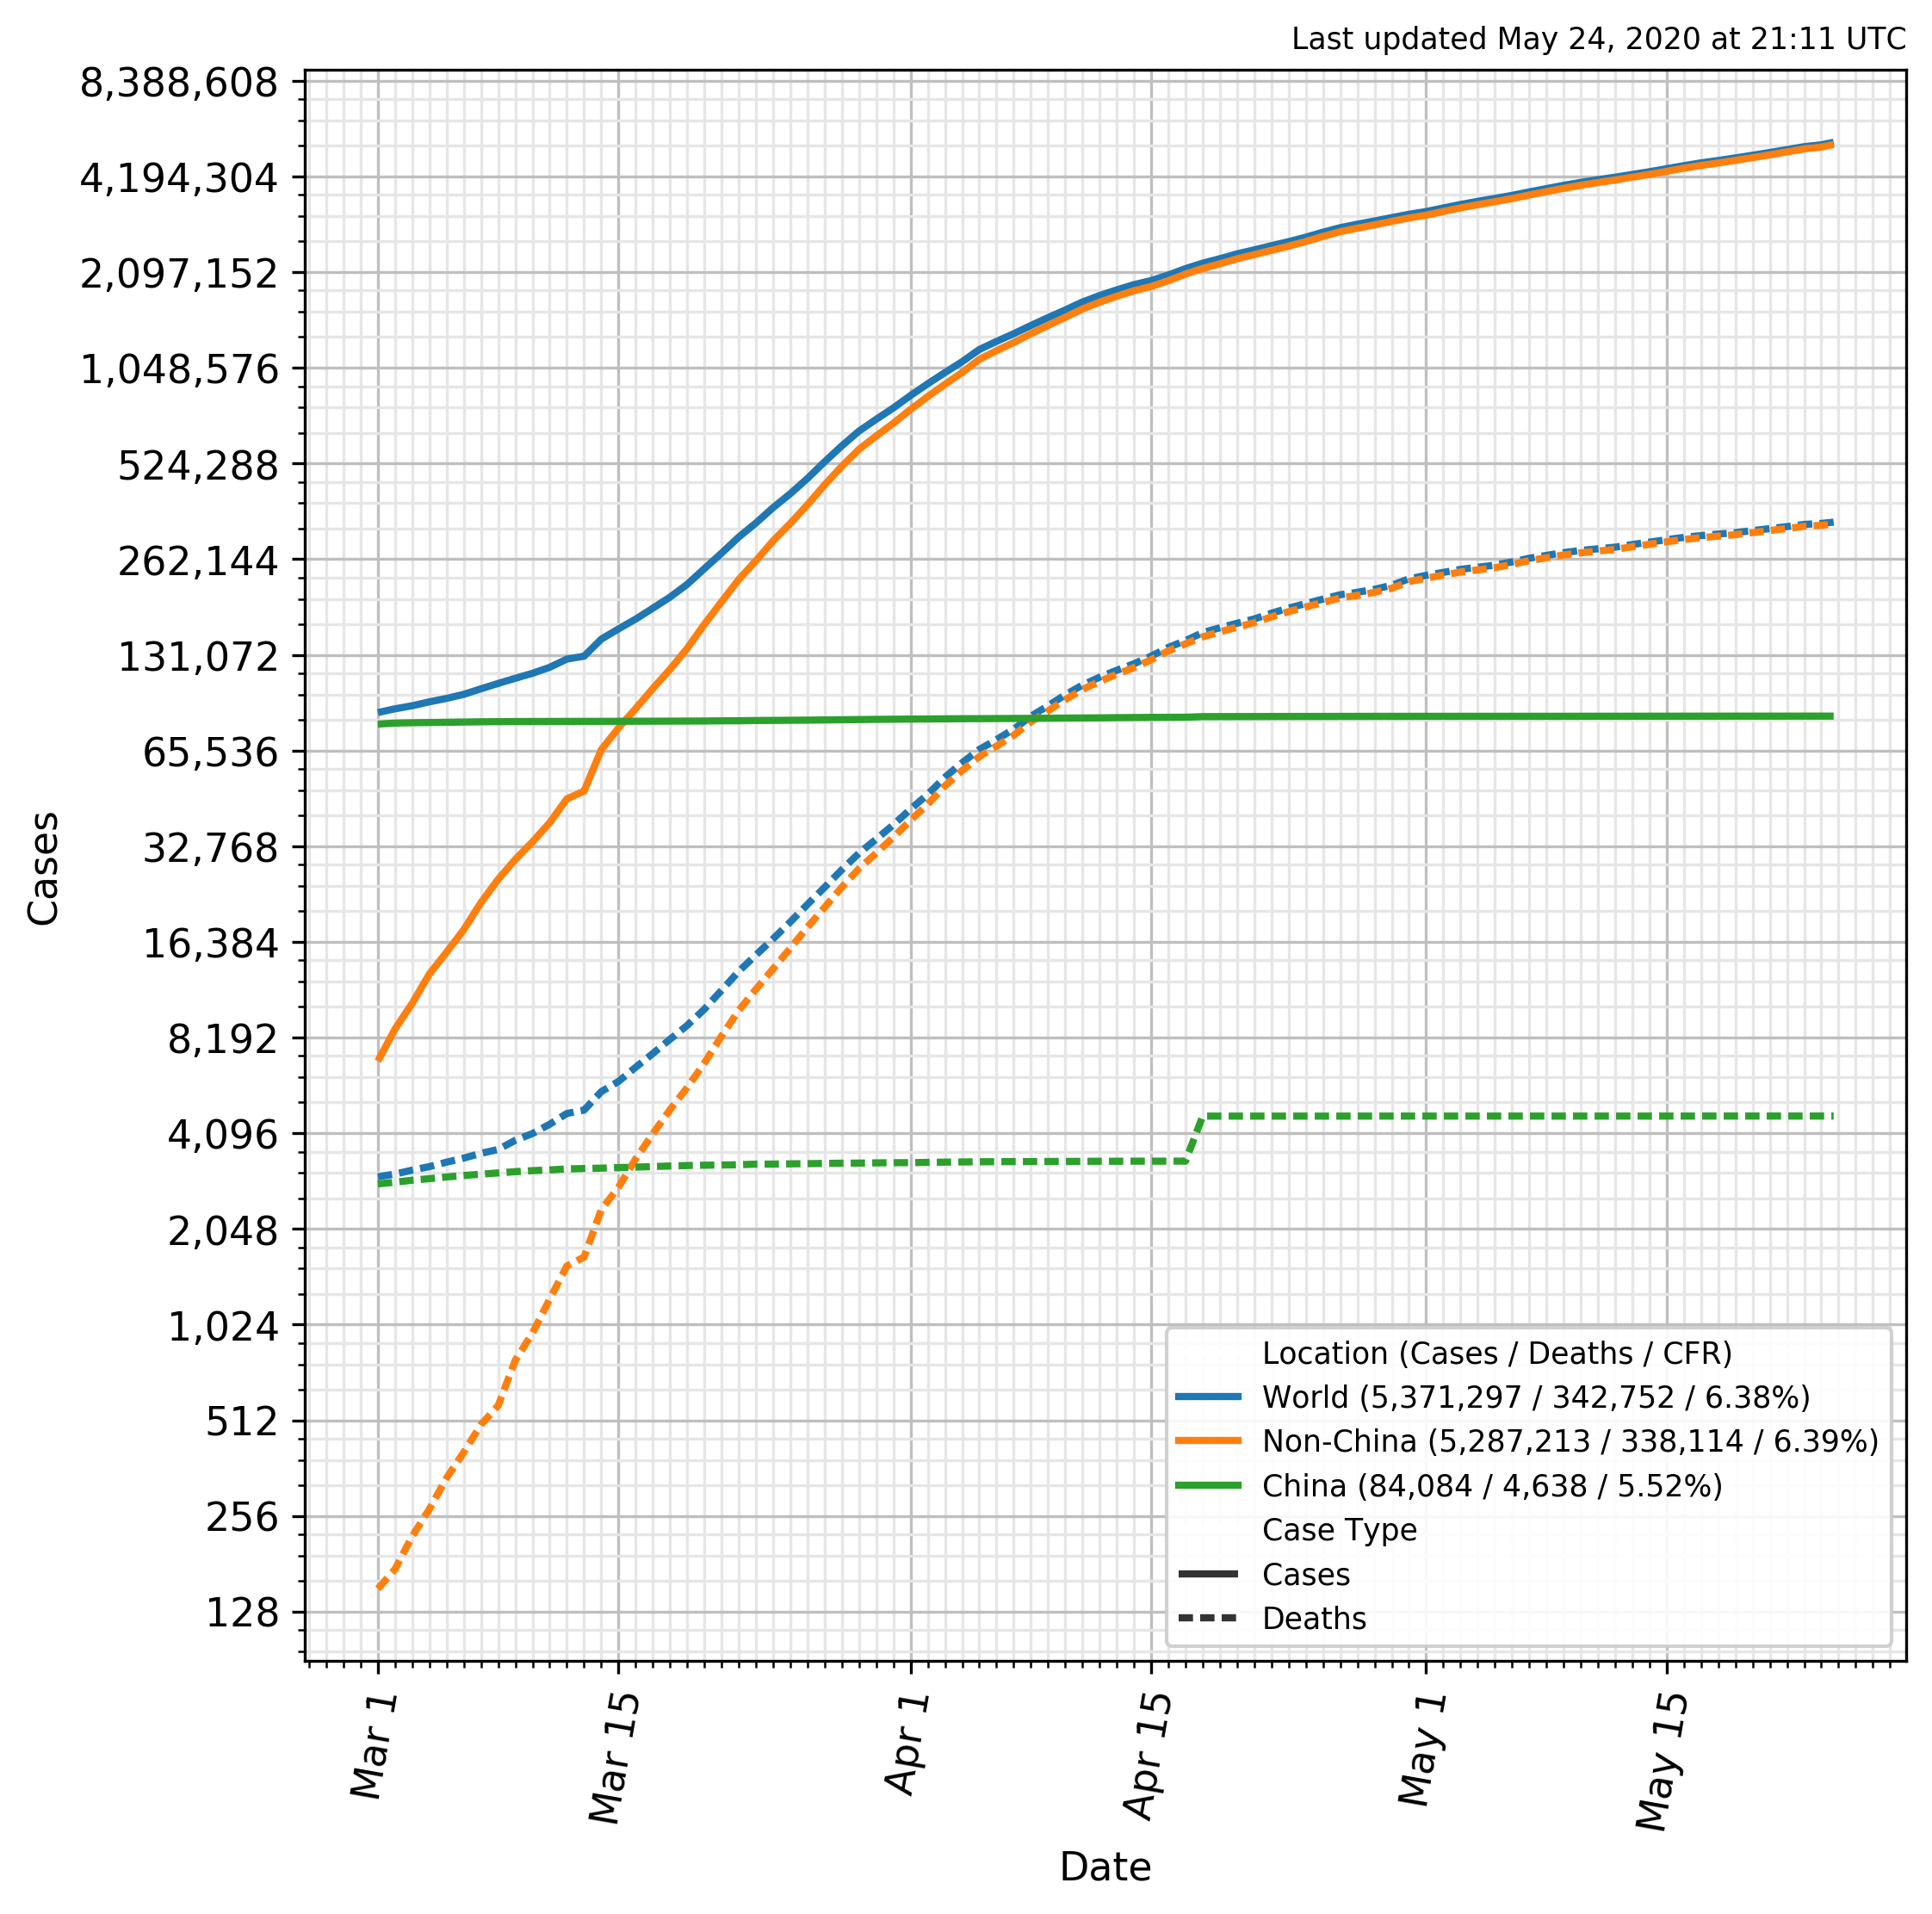 Last updated May 24, 2020 at 21:11 UTC
8,388,608
4,194,304
2,097,152
1,048,576
524,288
262,144
131,072
65,536
32,768
16,384
8,192
4,096
2,048
1,024
512
256
128
Cases
Location (Cases / Deaths / CFR)
World (5,371,297 / 342,752 / 6.38%)
Non-China (5,287,213 / 338,114 / 6.39%)
China (84,084 / 4,638 / 5.52%)
Case Type
Cases
Deaths
Mar 1
Mar 15
Apr 1
Apr 15
May 1
May 15
Date